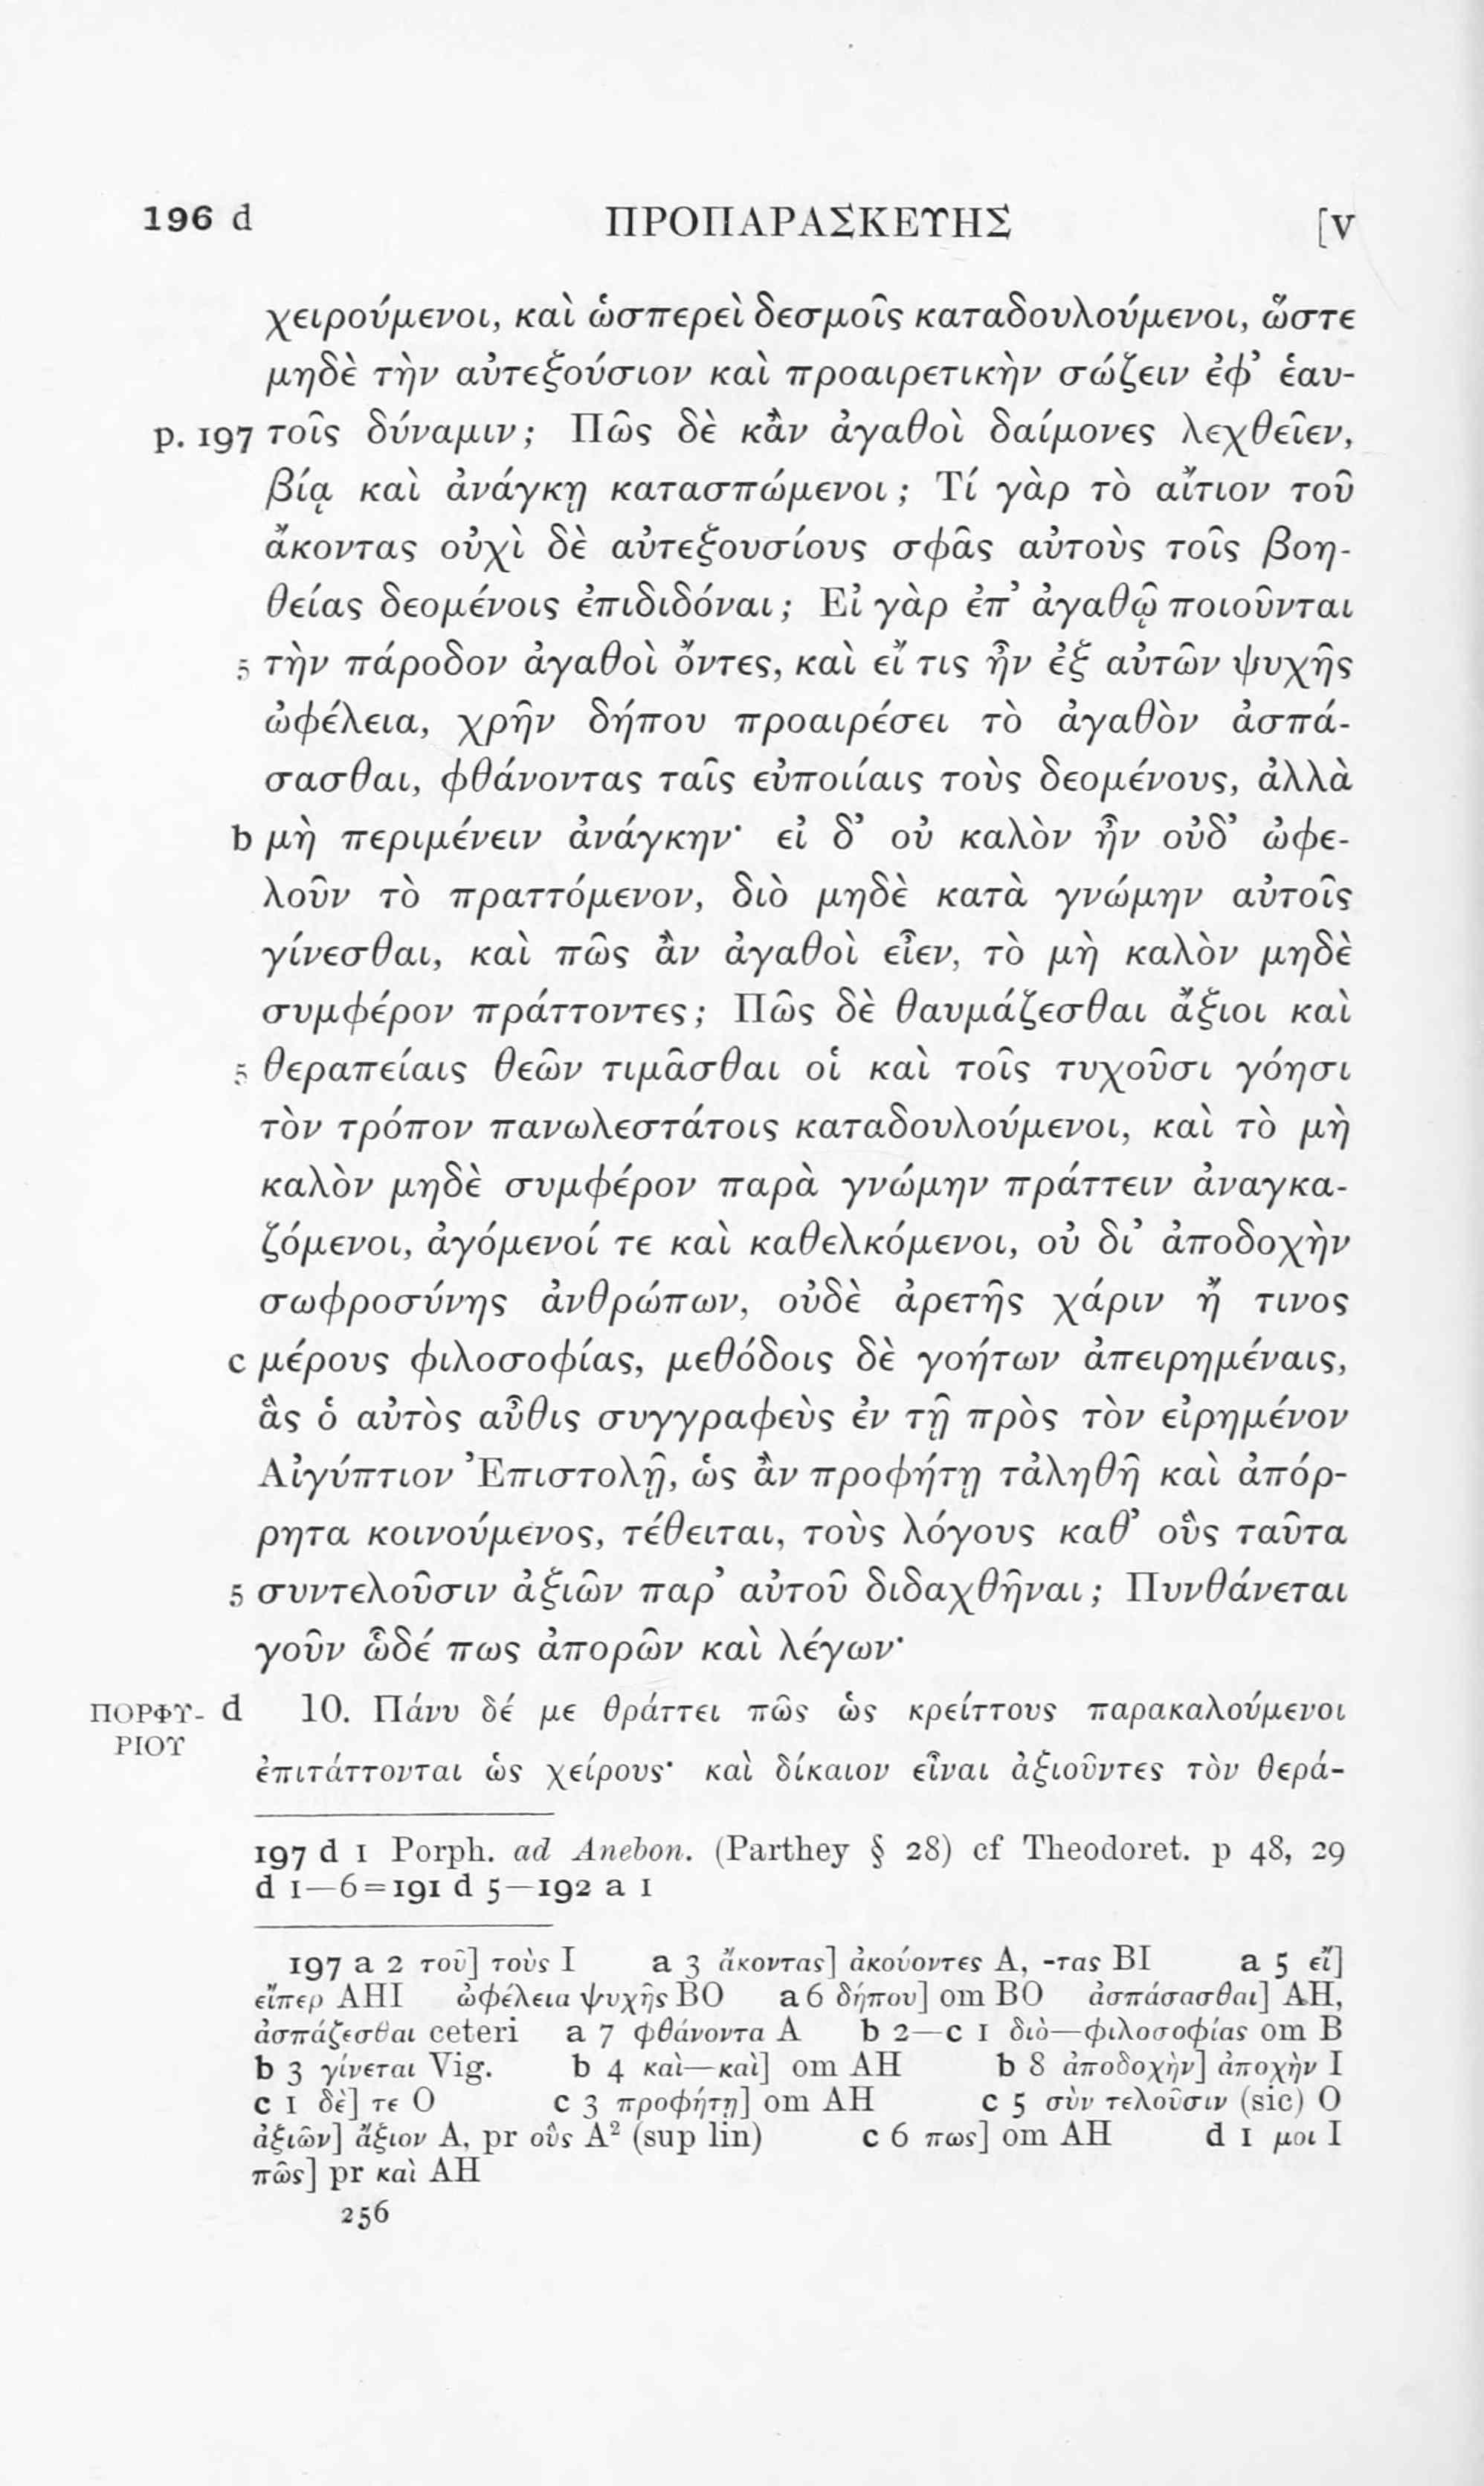 196 d ΠΡΟΠΑΡΑΣΚΕΥΗΣ [V
χειρούμενοι, καὶ ὡσπερεὶ δεσμοῖς καταδουλούμενοι, ὥστε
μηδὲ τὴν αὐτεξούσιον καὶ προαιρετικὴν σώζειν ἐφ’ ἑαυ-
p. 197 τοῖς δύναμιν; Πῶς δὲ κἂν ἀγαθοὶ δαίμονες λεχθεῖεν,
βίᾳ καὶ ἀνάγκῃ κατασπώμενοι; Τί γὰρ τὸ αἴτιον τοῦ
ἄκοντας οὐχὶ δὲ αὐτεξουσίους σφᾶς αὐτοὺς τοῖς βοη-
θείας δεομένοις ἐπιδιδόναι; Εἰ γὰρ ἐπ’ ἀγαθῷ ποιοῦνται
5 τὴν πάροδον ἀγαθοὶ ὄντες, καὶ εἴ τις ἦν ἐξ αὐτῶν ψυχῆς
ὠφέλεια, χρῆν δήπου προαιρέσει τὸ ἀγαθὸν ἀσπά-
σασθαι, φθάνοντας ταῖς εὐποιίαις τοὺς δεομένους, ἀλλὰ
b μὴ περιμένειν ἀνάγκην· εἰ δ’ οὐ καλὸν ἦν οὐδ’ ὠφε-
λοῦν τὸ πραττόμενον, διὸ μηδὲ κατὰ γνώμην αὐτοῖς
γίνεσθαι, καὶ πῶς ἂν ἀγαθοὶ εἶεν, τὸ μὴ καλὸν μηδὲ
συμφέρον πράττοντες; Πῶς δὲ θαυμάζεσθαι ἄξιοι καὶ
5 θεραπείαις θεῶν τιμᾶσθαι οἱ καὶ τοῖς τυχοῦσι γόησι
τὸν τρόπον πανωλεστάτοις καταδουλούμενοι, καὶ τὸ μὴ
καλὸν μηδὲ συμφέρον παρὰ γνώμην πράττειν ἀναγκα-
ζόμενοι, ἀγόμενοί τε καὶ καθελκόμενοι, οὐ δι’ ἀποδοχὴν
σωφροσύνης ἀνθρώπων, οὐδὲ ἀρετῆς χάριν ἤ τινος
c μέρους φιλοσοφίας, μεθόδοις δὲ γοήτων ἀπειρημέναις,
ἃς ὁ αὐτὸς αὖθις συγγραφεὺς ἐν τῇ πρὸς τὸν εἰρημένον
Αἰγύπτιον Ἐπιστολῇ, ὡς ἂν προφήτῃ τἀληθῆ καὶ ἀπόρ-
ρητα κοινούμενος, τέθειται, τοὺς λόγους καθ’ οὓς ταῦτα
5 συντελοῦσιν ἀξιῶν παρ’ αὐτοῦ διδαχθῆναι; Πυνθάνεται
γοῦν ὧδέ πως ἀπορῶν καὶ λέγων·
ΠΟΡΦΥ- d 10. Πάνυ δέ με θράττει πῶς ὡς κρείττους παρακαλούμενοι
ΡΙΟΥ
ἐπιτάττονται ὡς χείρους· καὶ δίκαιον εἶναι ἀξιοῦντες τὸν θερά-
197 d 1 Porph. ad Anebon. (Parthey § 28) cf Theodoret. p 48, 29
d 1—6 = 191 d 5—192 a 1
197 a 2 τοῦ] τοὺς I a 3 ἄκοντας] ἀκούοντες A, -τας BI a 5 εἴ]
εἴπερ AHI ὠφέλεια ψυχῆς BO a 6 δήπου] om BO ἀσπάσασθαι] AH,
ἀσπάζεσθαι ceteri a 7 φθάνοντα A b 2—c 1 διὸ—φιλοσοφίας om B
b 3 γίνεται Vig. b 4 καὶ—καὶ] om AH b 8 ἀποδοχὴν] ἀποχὴν I
c 1 δὲ] τε O c 3 προφήτῃ] om AH c 5 σὺν τελοῦσιν (sic) O
ἀξιῶν] ἄξιον A, pr οὓς A² (sup lin) c 6 πως] om AH d 1 μοι I
πῶς] pr καὶ AH
256